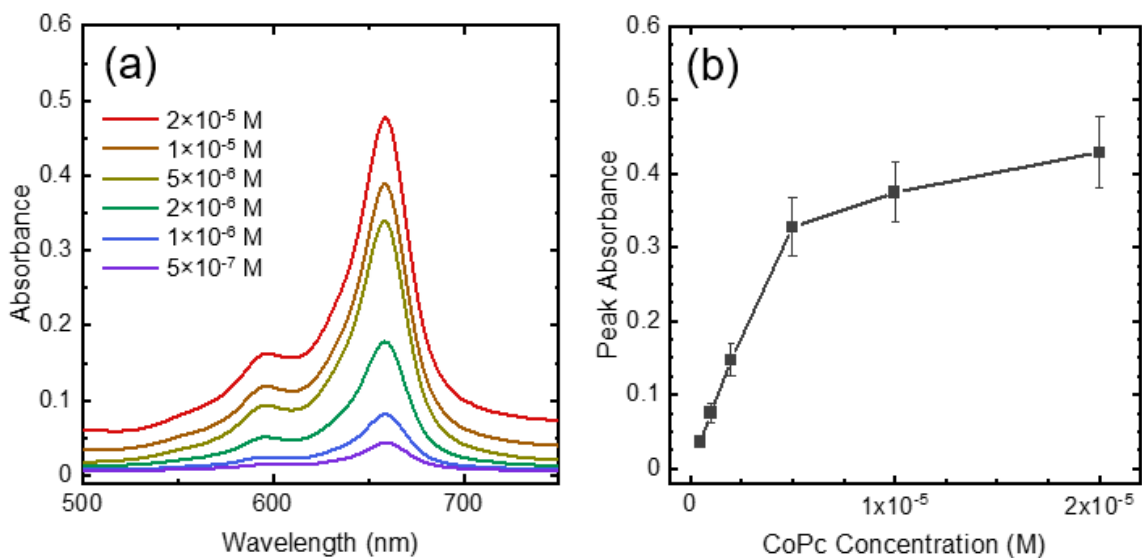 (a)
0.6
0.5
0.4
0.3
0.2
0.1
0
Absorbance
2×10⁻⁵ M
1×10⁻⁵ M
5×10⁻⁶ M
2×10⁻⁶ M
1×10⁻⁶ M
5×10⁻⁷ M
500
600
700
Wavelength (nm)
(b)
0.6
0.5
0.4
0.3
0.2
0.1
0
Peak Absorbance
0
1x10⁻⁵
2x10⁻⁵
CoPc Concentration (M)